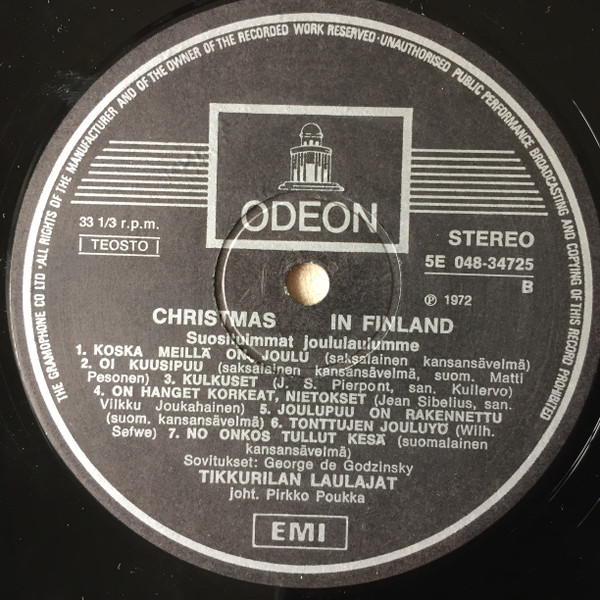 THE GRAMOPHONE CO LTD · ALL RIGHTS OF THE MANUFACTURER AND OF THE OWNER OF THE RECORDED WORK RESERVED · UNAUTHORISED PUBLIC PERFORMANCE BROADCASTING AND COPYING OF THIS RECORD PROHIBITED
ODEON
33 1/3 r.p.m.
TEOSTO
STEREO
5E 048-34725
B
℗ 1972
CHRISTMAS IN FINLAND
Suosituimmat joululaulumme
1. KOSKA MEILLÄ ON JOULU (saksalainen kansansävelmä)
2. OI KUUSIPUU (saksalainen kansansävelmä, suom. Matti
Pesonen) 3. KULKUSET (J. S. Pierpont, san. Kullervo)
4. ON HANGET KORKEAT, NIETOKSET (Jean Sibelius, san.
Vilkku Joukahainen) 5. JOULUPUU ON RAKENNETTU
(suom. kansansävelmä) 6. TONTTUJEN JOULUYÖ (Wilh.
Sefwe) 7. NO ONKOS TULLUT KESÄ (suomalainen
kansansävelmä)
Sovitukset: George de Godzinsky
TIKKURILAN LAULAJAT
joht. Pirkko Poukka
EMI